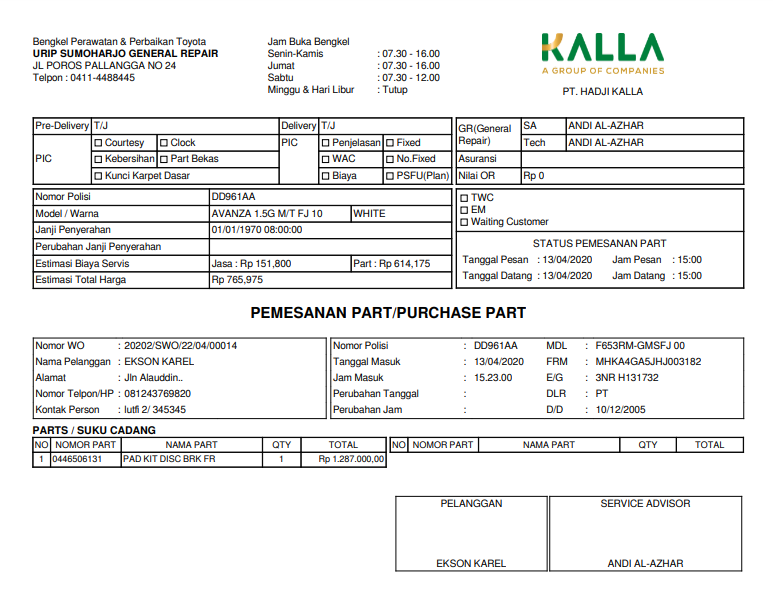 Bengkel Perawatan & Perbaikan Toyota
URIP SUMOHARJO GENERAL REPAIR
JL POROS PALLANGGA NO 24
Telpon : 0411-4488445
Jam Buka Bengkel
Senin-Kamis : 07.30 - 16.00
Jumat : 07.30 - 16.00
Sabtu : 07.30 - 12.00
Minggu & Hari Libur : Tutup
KALLA
A GROUP OF COMPANIES
PT. HADJI KALLA
Pre-Delivery T/J Delivery T/J
PIC Courtesy Clock PIC Penjelasan Fixed
Kebersihan Part Bekas WAC No.Fixed
Kunci Karpet Dasar Biaya PSFU(Plan)
GR(General Repair) SA ANDI AL-AZHAR
Tech ANDI AL-AZHAR
Asuransi
Nilai OR Rp 0
Nomor Polisi DD961AA
Model / Warna AVANZA 1.5G M/T FJ 10 WHITE
Janji Penyerahan 01/01/1970 08:00:00
Perubahan Janji Penyerahan
Estimasi Biaya Servis Jasa : Rp 151,800 Part : Rp 614,175
Estimasi Total Harga Rp 765,975
TWC
EM
Waiting Customer
STATUS PEMESANAN PART
Tanggal Pesan : 13/04/2020 Jam Pesan : 15:00
Tanggal Datang : 13/04/2020 Jam Datang : 15:00
PEMESANAN PART/PURCHASE PART
Nomor WO : 20202/SWO/22/04/00014
Nama Pelanggan : EKSON KAREL
Alamat : Jln Alauddin..
Nomor Telpon/HP : 081243769820
Kontak Person : lutfi 2/ 345345
Nomor Polisi : DD961AA MDL : F653RM-GMSFJ 00
Tanggal Masuk : 13/04/2020 FRM : MHKA4GA5JHJ003182
Jam Masuk : 15.23.00 E/G : 3NR H131732
Perubahan Tanggal : DLR : PT
Perubahan Jam : D/D : 10/12/2005
PARTS / SUKU CADANG
NO NOMOR PART NAMA PART QTY TOTAL NO NOMOR PART NAMA PART QTY TOTAL
1 0446506131 PAD KIT DISC BRK FR 1 Rp 1.287.000,00
PELANGGAN SERVICE ADVISOR
EKSON KAREL ANDI AL-AZHAR